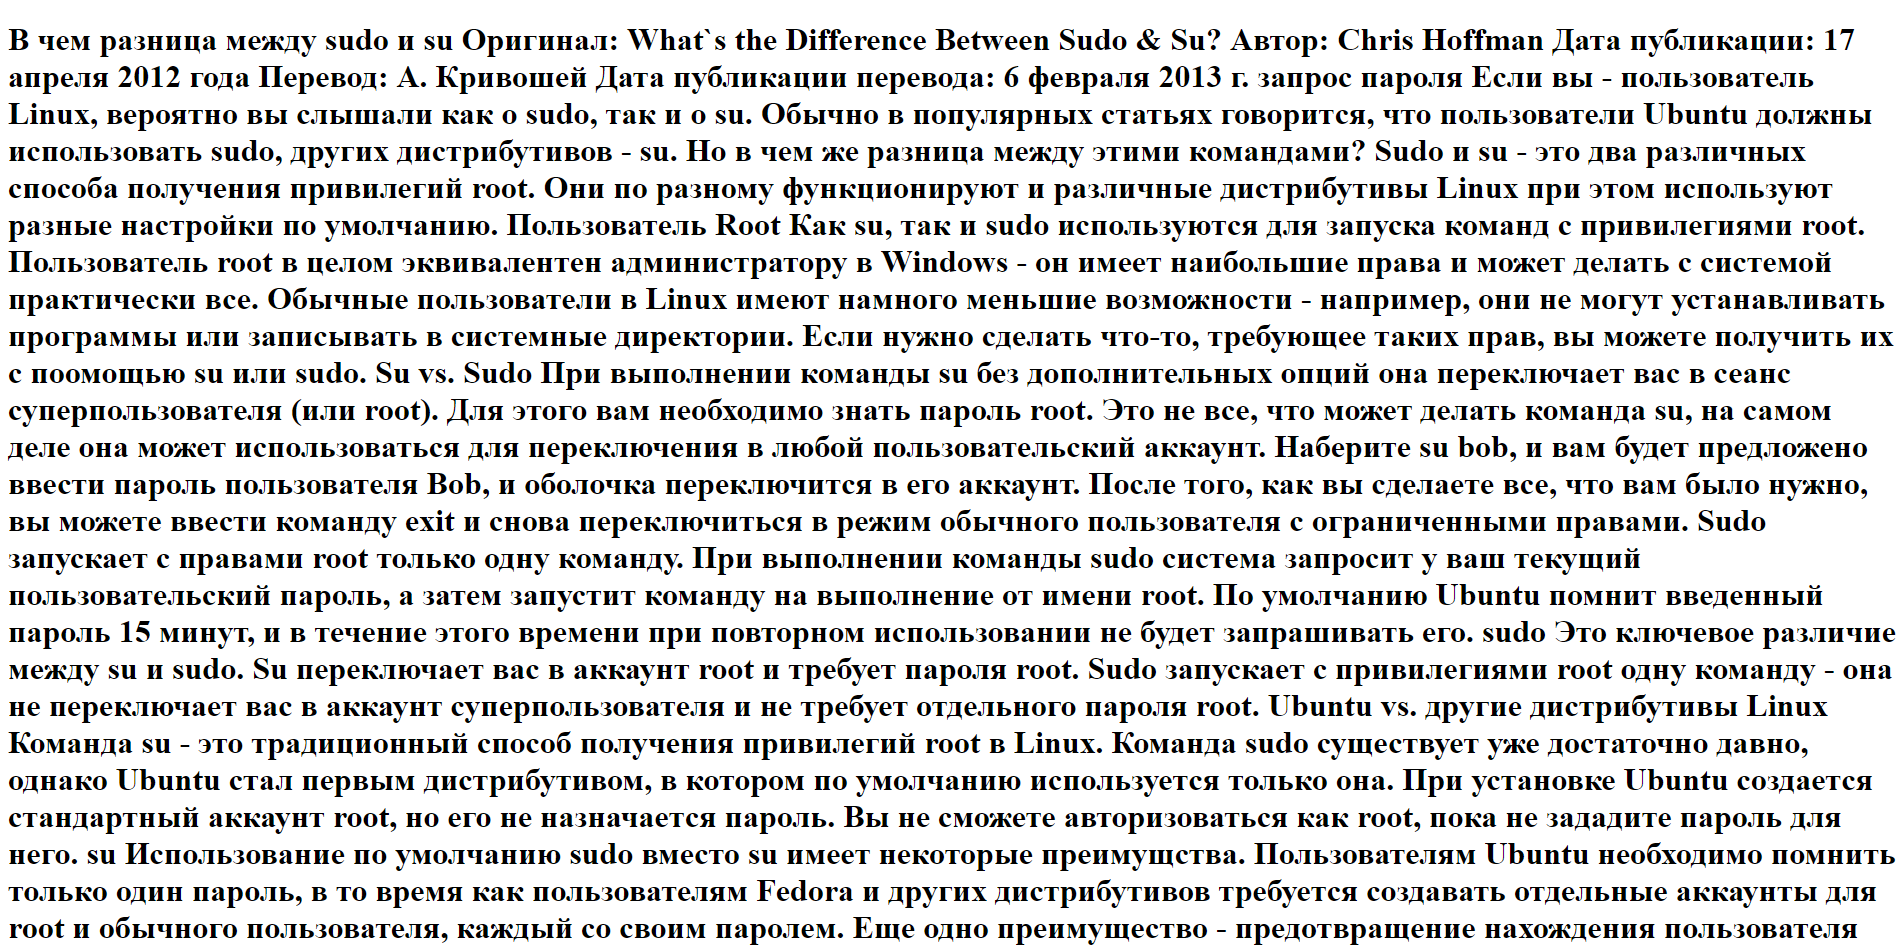 В чем разница между sudo и su Оригинал: What`s the Difference Between Sudo & Su? Автор: Chris Hoffman Дата публикации: 17
апреля 2012 года Перевод: А. Кривошей Дата публикации перевода: 6 февраля 2013 г. запрос пароля Если вы - пользователь
Linux, вероятно вы слышали как о sudo, так и о su. Обычно в популярных статьях говорится, что пользователи Ubuntu должны
использовать sudo, других дистрибутивов - su. Но в чем же разница между этими командами? Sudo и su - это два различных
способа получения привилегий root. Они по разному функционируют и различные дистрибутивы Linux при этом используют
разные настройки по умолчанию. Пользователь Root Как su, так и sudo используются для запуска команд с привилегиями root.
Пользователь root в целом эквивалентен администратору в Windows - он имеет наибольшие права и может делать с системой
практически все. Обычные пользователи в Linux имеют намного меньшие возможности - например, они не могут устанавливать
программы или записывать в системные директории. Если нужно сделать что-то, требующее таких прав, вы можете получить их
с поомощью su или sudo. Su vs. Sudo При выполнении команды su без дополнительных опций она переключает вас в сеанс
суперпользователя (или root). Для этого вам необходимо знать пароль root. Это не все, что может делать команда su, на самом
деле она может использоваться для переключения в любой пользовательский аккаунт. Наберите su bob, и вам будет предложено
ввести пароль пользователя Bob, и оболочка переключится в его аккаунт. После того, как вы сделаете все, что вам было нужно,
вы можете ввести команду exit и снова переключиться в режим обычного пользователя с ограниченными правами. Sudo
запускает с правами root только одну команду. При выполнении команды sudo система запросит у ваш текущий
пользовательский пароль, а затем запустит команду на выполнение от имени root. По умолчанию Ubuntu помнит введенный
пароль 15 минут, и в течение этого времени при повторном использовании не будет запрашивать его. sudo Это ключевое различие
между su и sudo. Su переключает вас в аккаунт root и требует пароля root. Sudo запускает с привилегиями root одну команду - она
не переключает вас в аккаунт суперпользователя и не требует отдельного пароля root. Ubuntu vs. другие дистрибутивы Linux
Команда su - это традиционный способ получения привилегий root в Linux. Команда sudo существует уже достаточно давно,
однако Ubuntu стал первым дистрибутивом, в котором по умолчанию используется только она. При установке Ubuntu создается
стандартный аккаунт root, но его не назначается пароль. Вы не сможете авторизоваться как root, пока не зададите пароль для
него. su Использование по умолчанию sudo вместо su имеет некоторые преимущства. Пользователям Ubuntu необходимо помнить
только один пароль, в то время как пользователям Fedora и других дистрибутивов требуется создавать отдельные аккаунты для
root и обычного пользователя, каждый со своим паролем. Еще одно преимущество - предотвращение нахождения пользователя